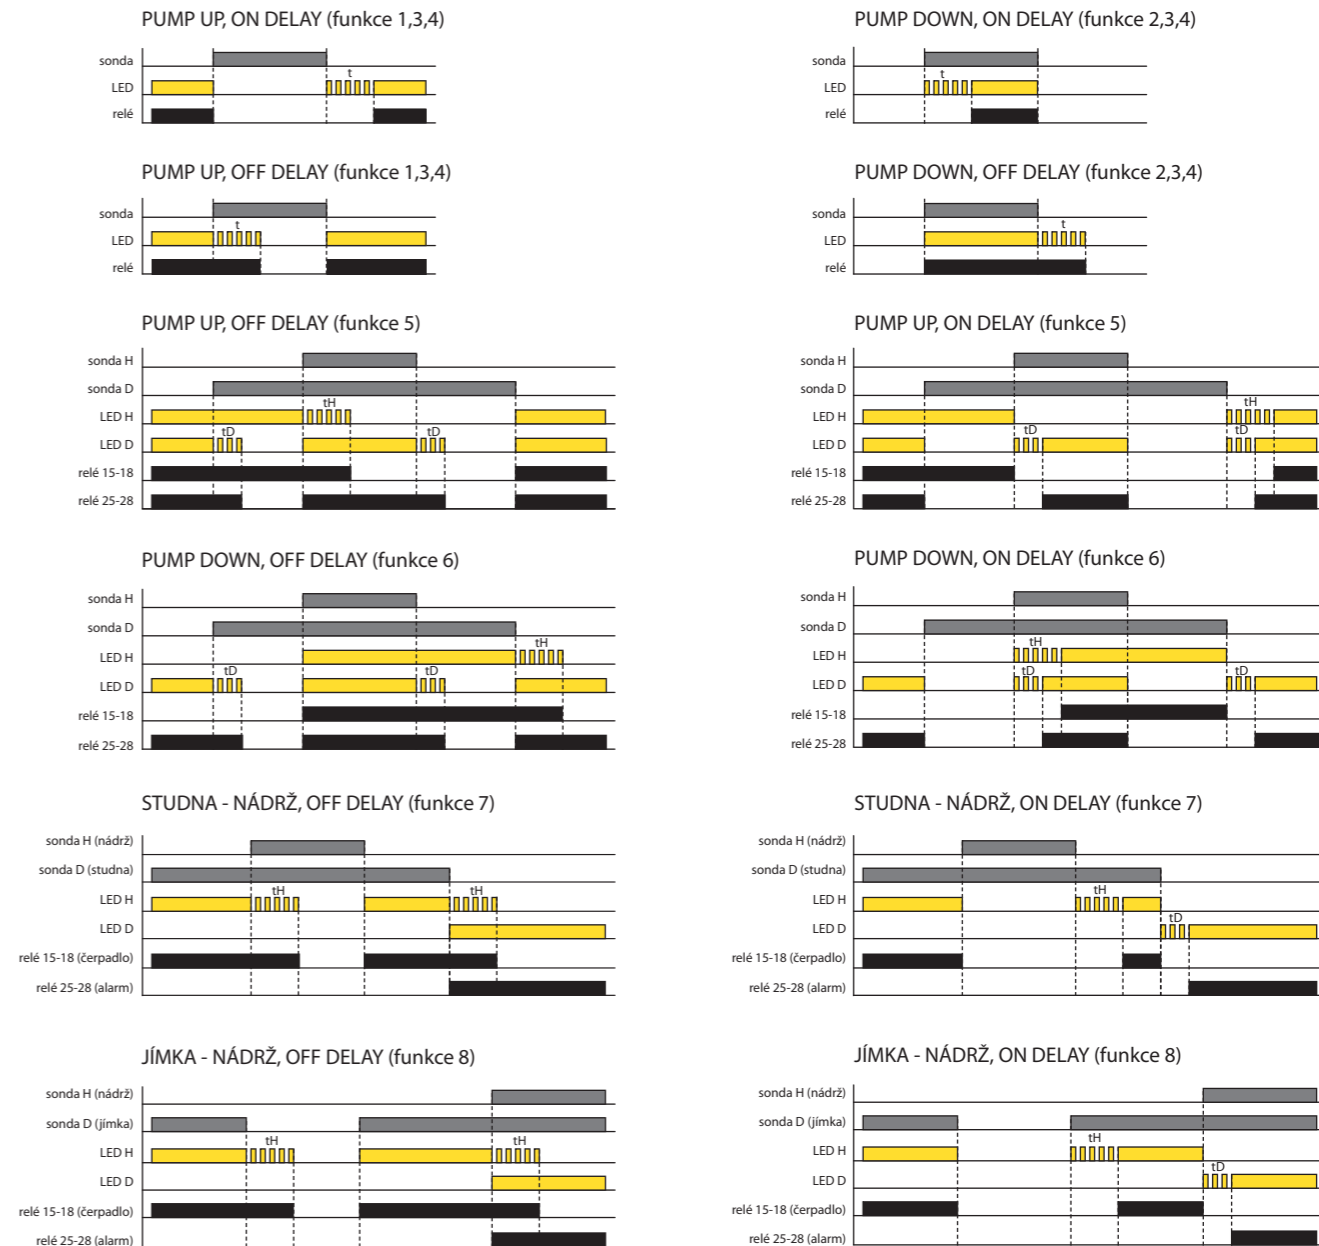 PUMP UP, ON DELAY (funkce 1,3,4)
sonda
t
LED
relé
PUMP DOWN, ON DELAY (funkce 2,3,4)
sonda
t
LED
relé
PUMP UP, OFF DELAY (funkce 1,3,4)
sonda
t
LED
relé
PUMP DOWN, OFF DELAY (funkce 2,3,4)
sonda
t
LED
relé
PUMP UP, OFF DELAY (funkce 5)
sonda H
sonda D
tH
LED H
tD tD
LED D
relé 15-18
relé 25-28
PUMP UP, ON DELAY (funkce 5)
sonda H
sonda D
tH
LED H
tD tD
LED D
relé 15-18
relé 25-28
PUMP DOWN, OFF DELAY (funkce 6)
sonda H
sonda D
tH
LED H
tD tD
LED D
relé 15-18
relé 25-28
PUMP DOWN, ON DELAY (funkce 6)
sonda H
sonda D
tH
LED H
tD tD
LED D
relé 15-18
relé 25-28
STUDNA - NÁDRŽ, OFF DELAY (funkce 7)
sonda H (nádrž)
sonda D (studna)
tH tH
LED H
LED D
relé 15-18 (čerpadlo)
relé 25-28 (alarm)
STUDNA - NÁDRŽ, ON DELAY (funkce 7)
sonda H (nádrž)
sonda D (studna)
tH
LED H
tD
LED D
relé 15-18 (čerpadlo)
relé 25-28 (alarm)
JÍMKA - NÁDRŽ, OFF DELAY (funkce 8)
sonda H (nádrž)
sonda D (jímka)
tH tH
LED H
LED D
relé 15-18 (čerpadlo)
relé 25-28 (alarm)
JÍMKA - NÁDRŽ, ON DELAY (funkce 8)
sonda H (nádrž)
sonda D (jímka)
tH
LED H
tD
LED D
relé 15-18 (čerpadlo)
relé 25-28 (alarm)